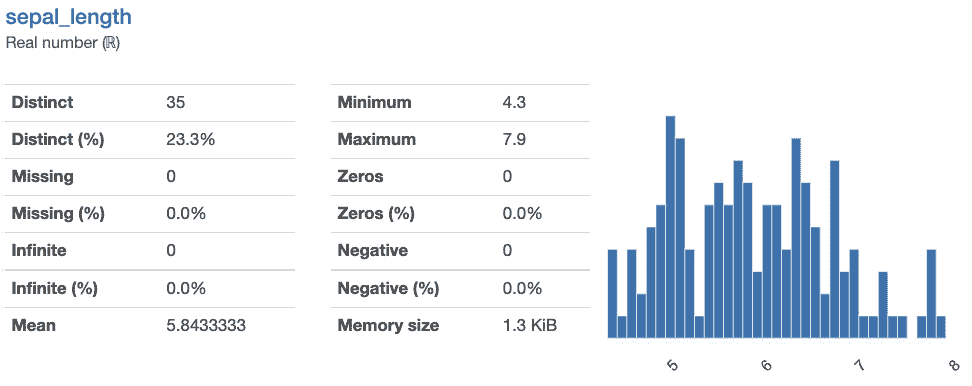 sepal_length
Real number (ℝ)
Distinct 35
Distinct (%) 23.3%
Missing 0
Missing (%) 0.0%
Infinite 0
Infinite (%) 0.0%
Mean 5.8433333
Minimum 4.3
Maximum 7.9
Zeros 0
Zeros (%) 0.0%
Negative 0
Negative (%) 0.0%
Memory size 1.3 KiB
5 6 7 8